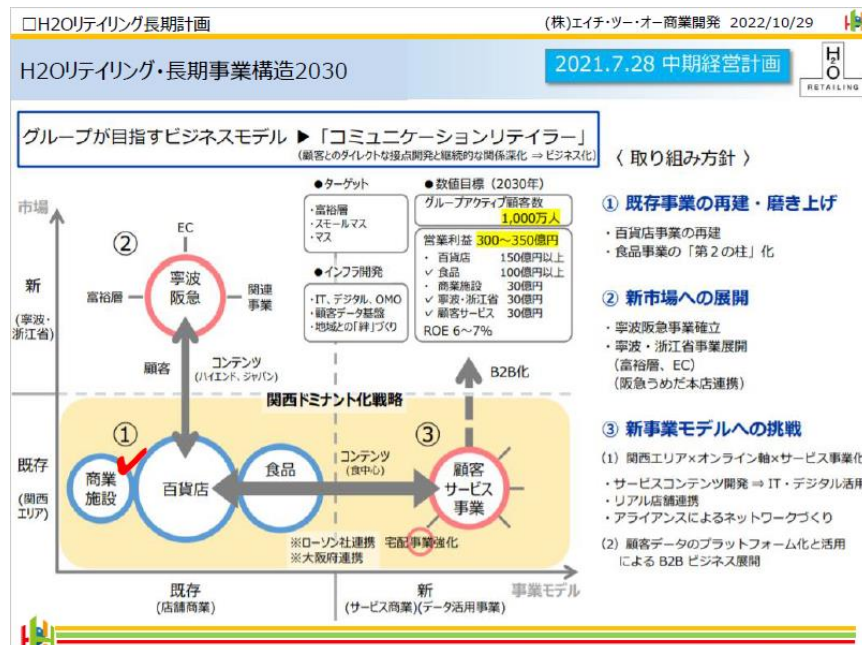 □H2Oリテイリング長期計画
(株)エイチ・ツー・オー商業開発 2022/10/29
H2Oリテイリング・長期事業構造2030
2021.7.28 中期経営計画
H2O
RETAILING
グループが目指すビジネスモデル ▶「コミュニケーションリテイラー」
(顧客とのダイレクトな接点開発と継続的な関係深化 ⇒ ビジネス化)
市場
新
(寧波・
浙江省)
既存
(関西
エリア)
②
EC
富裕層
寧波
阪急
関連
事業
顧客
コンテンツ
(ハイエンド、ジャパン)
●ターゲット
・富裕層
・スモールマス
・マス
●インフラ開発
・IT、デジタル、OMO
・顧客データ基盤
・地域との「絆」づくり
●数値目標(2030年)
グループアクティブ顧客数
1,000万人
営業利益 300~350億円
・ 百貨店 150億円以上
✓ 食品 100億円以上
・ 商業施設 30億円
✓ 寧波・浙江省 30億円
✓ 顧客サービス 30億円
ROE 6~7%
B2B化
関西ドミナント化戦略
①
商業
施設
百貨店
食品
コンテンツ
(食中心)
③
顧客
サービス
事業
※ローソン社連携 宅配事業強化
※大阪府連携
既存
(店舗商業)
新
(サービス商業)(データ活用事業)
事業モデル
〈 取り組み方針 〉
① 既存事業の再建・磨き上げ
・百貨店事業の再建
・食品事業の「第2の柱」化
② 新市場への展開
・寧波阪急事業確立
・寧波・浙江省事業展開
(富裕層、EC)
(阪急うめだ本店連携)
③ 新事業モデルへの挑戦
(1) 関西エリア×オンライン軸×サービス事業化
・サービスコンテンツ開発 ⇒ IT・デジタル活用
・リアル店舗連携
・アライアンスによるネットワークづくり
(2) 顧客データのプラットフォーム化と活用
による B2B ビジネス展開